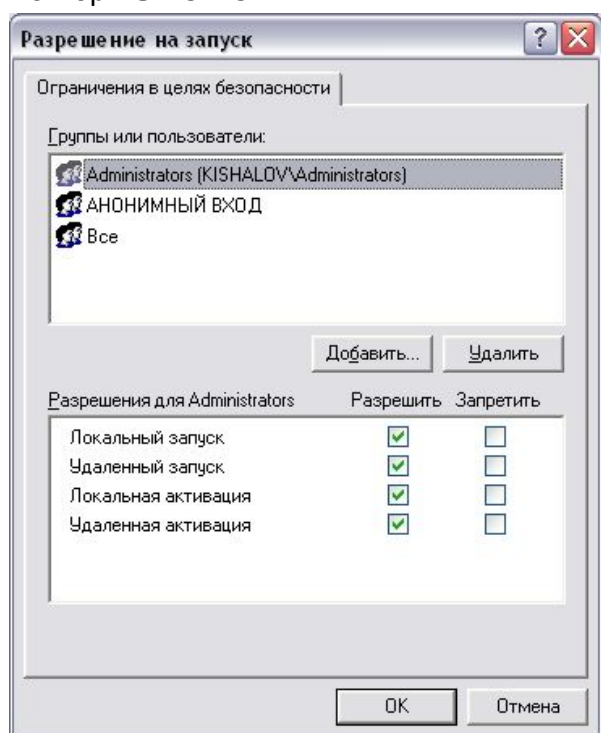 Разрешение на запуск
Ограничения в целях безопасности
Группы или пользователи:
Administrators (KISHALOV\Administrators)
АНОНИМНЫЙ ВХОД
Все
Добавить... Удалить
Разрешения для Administrators Разрешить Запретить
Локальный запуск
Удаленный запуск
Локальная активация
Удаленная активация
OK Отмена